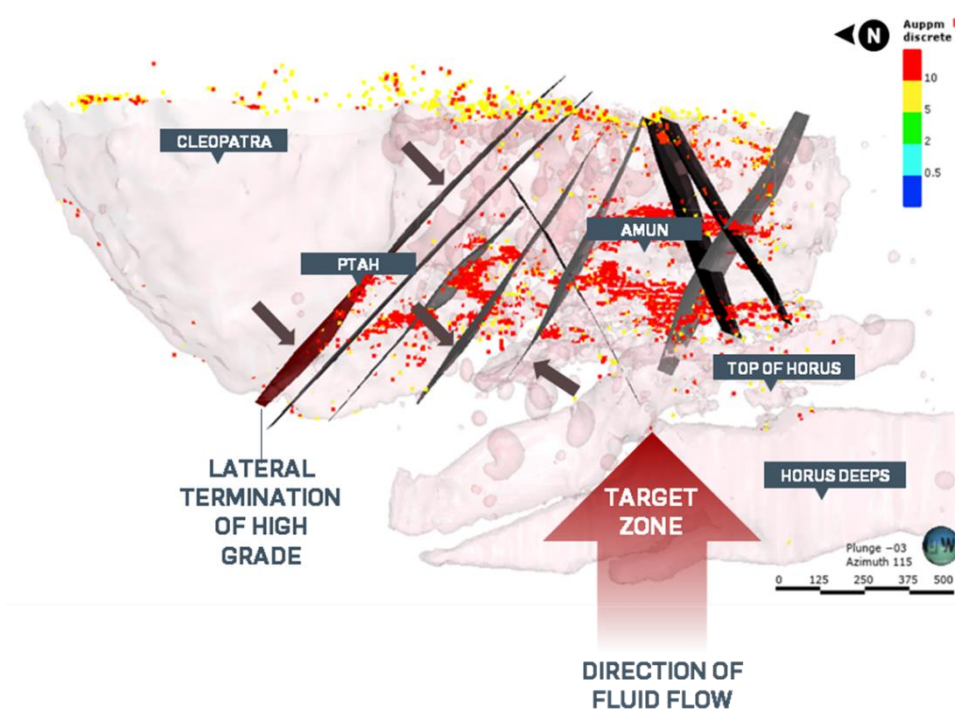 N
Auppm
discrete
10
5
2
0.5
CLEOPATRA
AMUN
PTAH
TOP OF HORUS
LATERAL
TERMINATION
OF HIGH
GRADE
HORUS DEEPS
TARGET
ZONE
Plunge -03
Azimuth 115
W
0 125 250 375 500
DIRECTION OF
FLUID FLOW